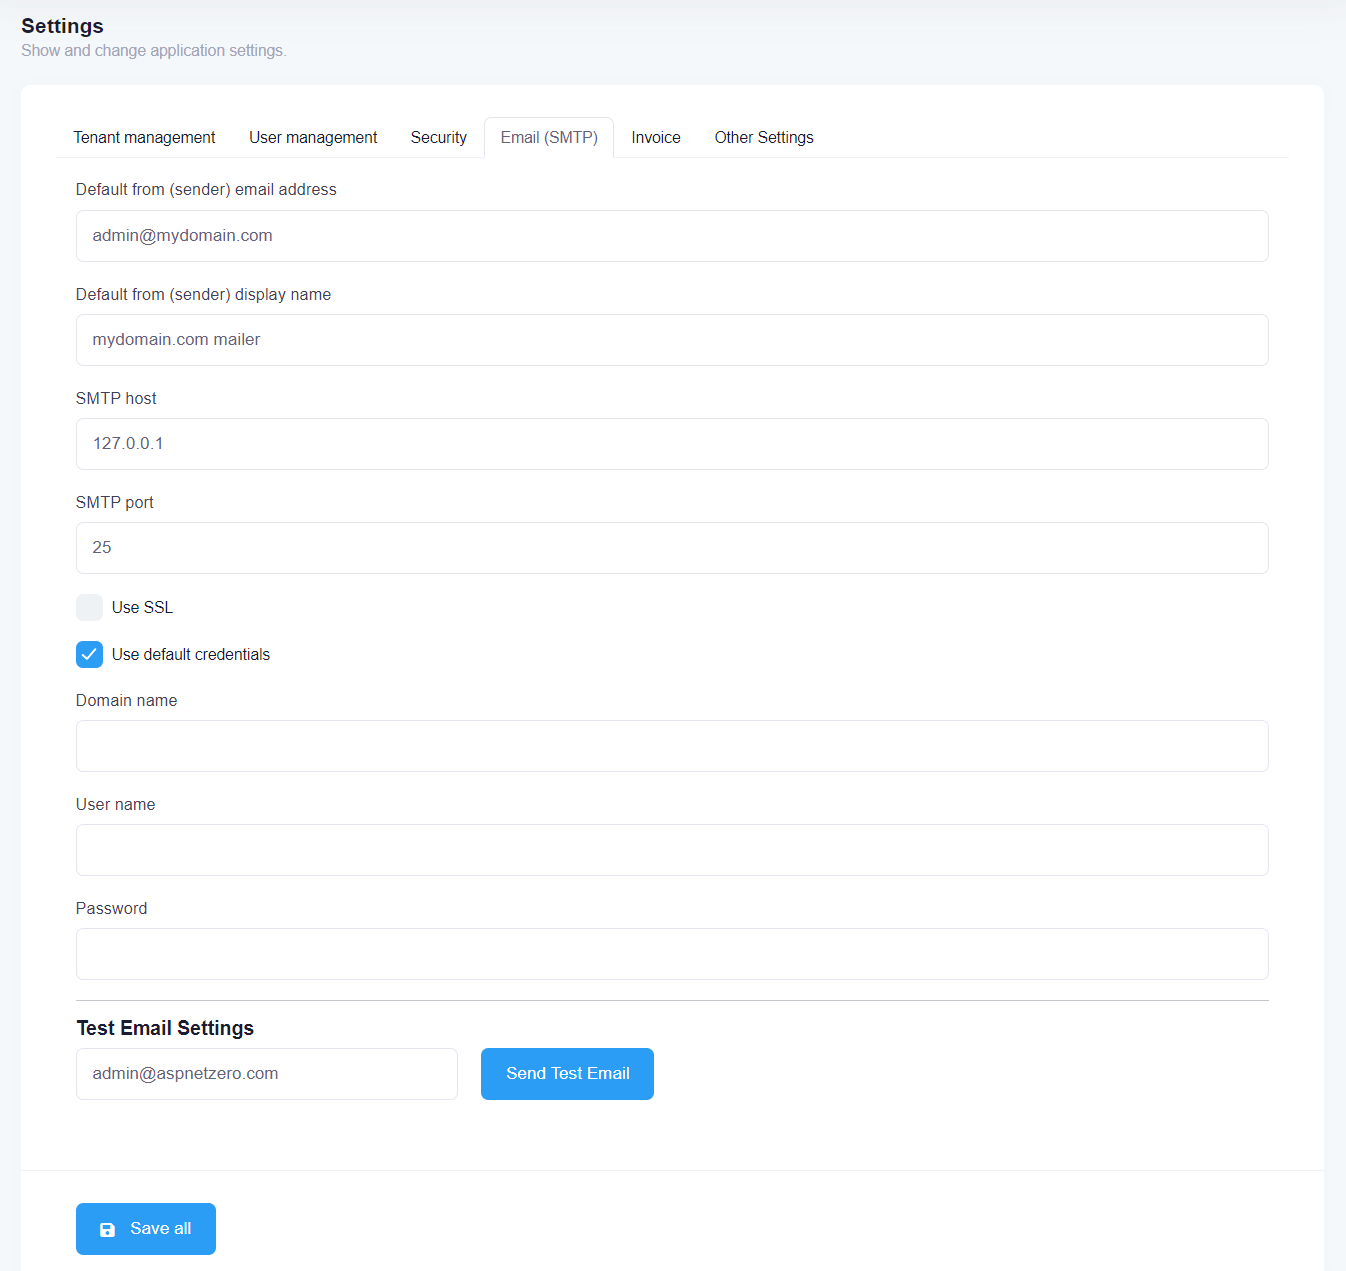 Settings
Show and change application settings.
Tenant management User management Security Email (SMTP) Invoice Other Settings
Default from (sender) email address
admin@mydomain.com
Default from (sender) display name
mydomain.com mailer
SMTP host
127.0.0.1
SMTP port
25
Use SSL
Use default credentials
Domain name
User name
Password
Test Email Settings
admin@aspnetzero.com Send Test Email
Save all